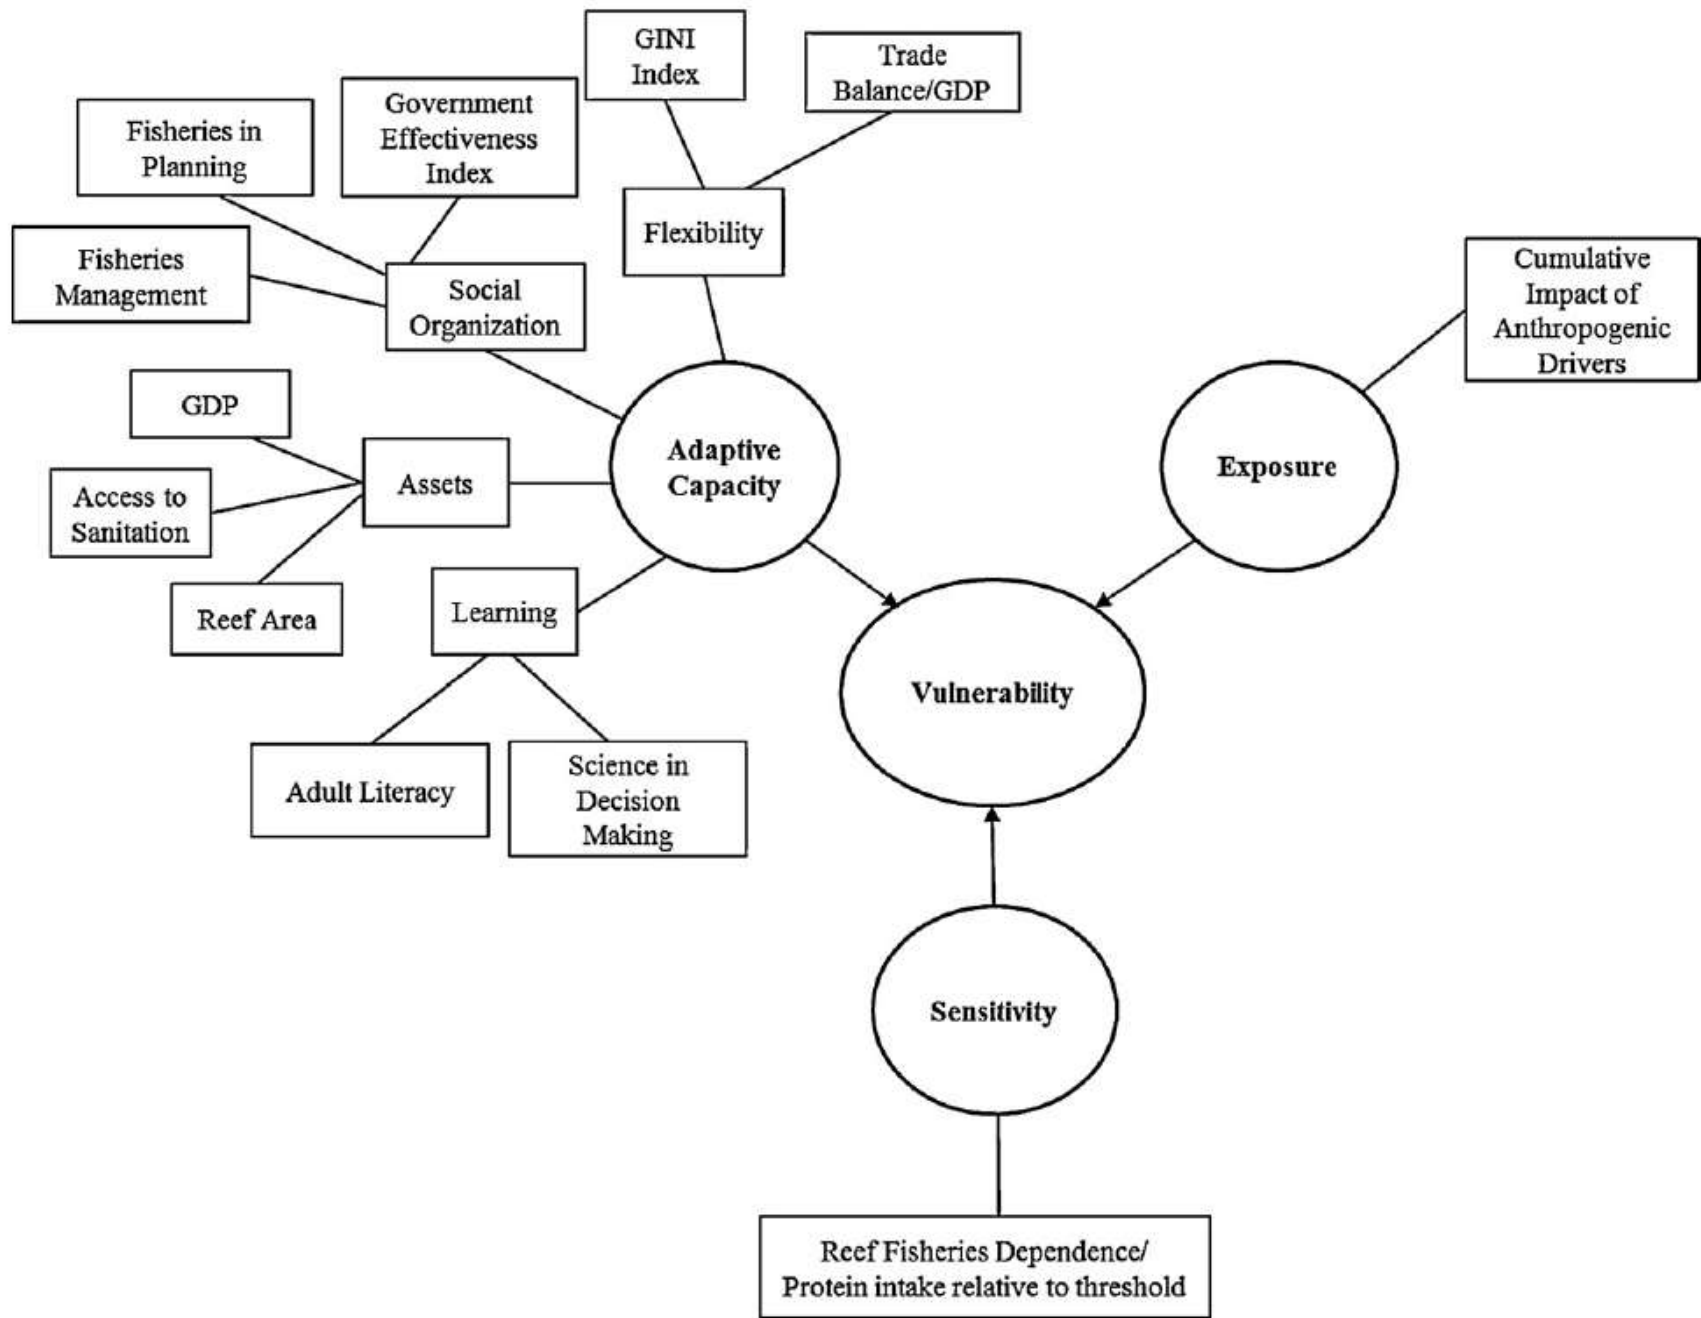 GINI
Index
Trade
Balance/GDP
Government
Effectiveness
Index
Fisheries in
Planning
Flexibility
Fisheries
Management
Social
Organization
Cumulative
Impact of
Anthropogenic
Drivers
GDP
Adaptive
Capacity
Exposure
Assets
Access to
Sanitation
Reef Area
Learning
Vulnerability
Adult Literacy
Science in
Decision
Making
Sensitivity
Reef Fisheries Dependence/
Protein intake relative to threshold